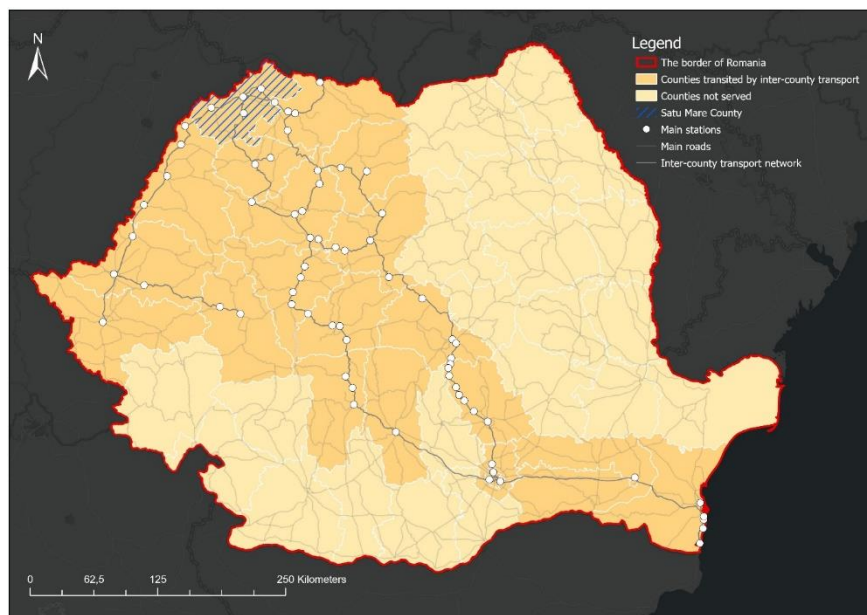 N
Legend
The border of Romania
Counties transited by inter-county transport
Counties not served
Satu Mare County
Main stations
Main roads
Inter-county transport network
0 62,5 125 250 Kilometers